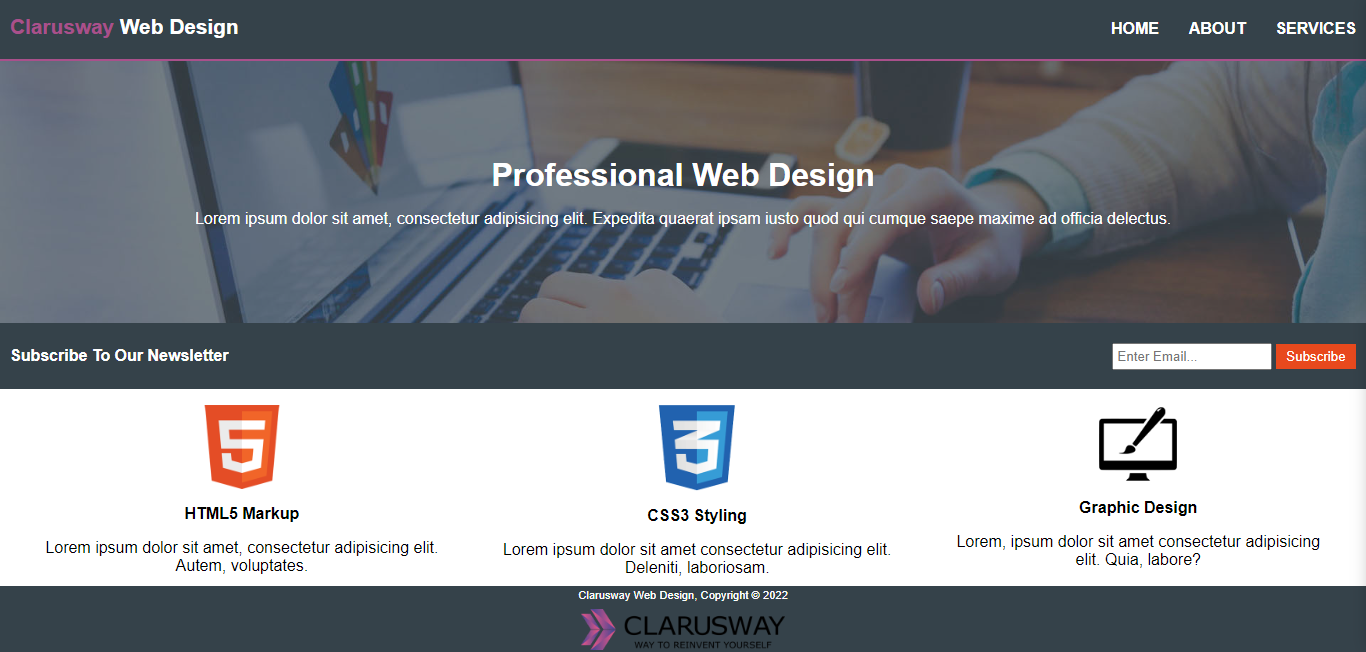 Clarusway Web Design
HOME ABOUT SERVICES
Professional Web Design
Lorem ipsum dolor sit amet, consectetur adipisicing elit. Expedita quaerat ipsam iusto quod qui cumque saepe maxime ad officia delectus.
Subscribe To Our Newsletter
Enter Email... Subscribe
HTML5 Markup
Lorem ipsum dolor sit amet, consectetur adipisicing elit.
Autem, voluptates.
CSS3 Styling
Lorem ipsum dolor sit amet consectetur adipisicing elit.
Deleniti, laboriosam.
Graphic Design
Lorem, ipsum dolor sit amet consectetur adipisicing
elit. Quia, labore?
Clarusway Web Design, Copyright © 2022
CLARUSWAY
WAY TO REINVENT YOURSELF